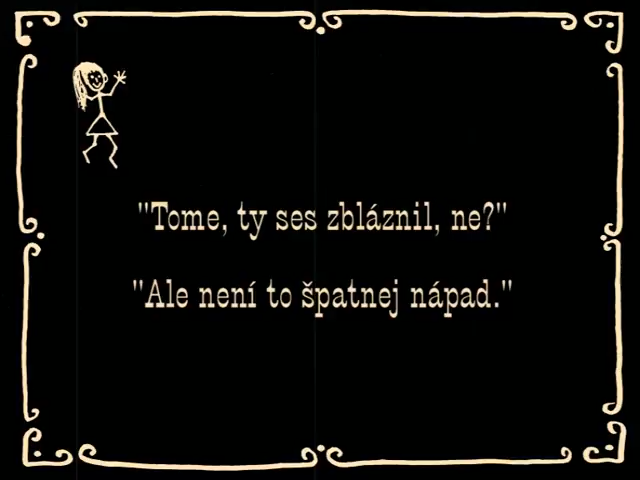 "Tome, ty ses zbláznil, ne?"
"Ale není to špatnej nápad."